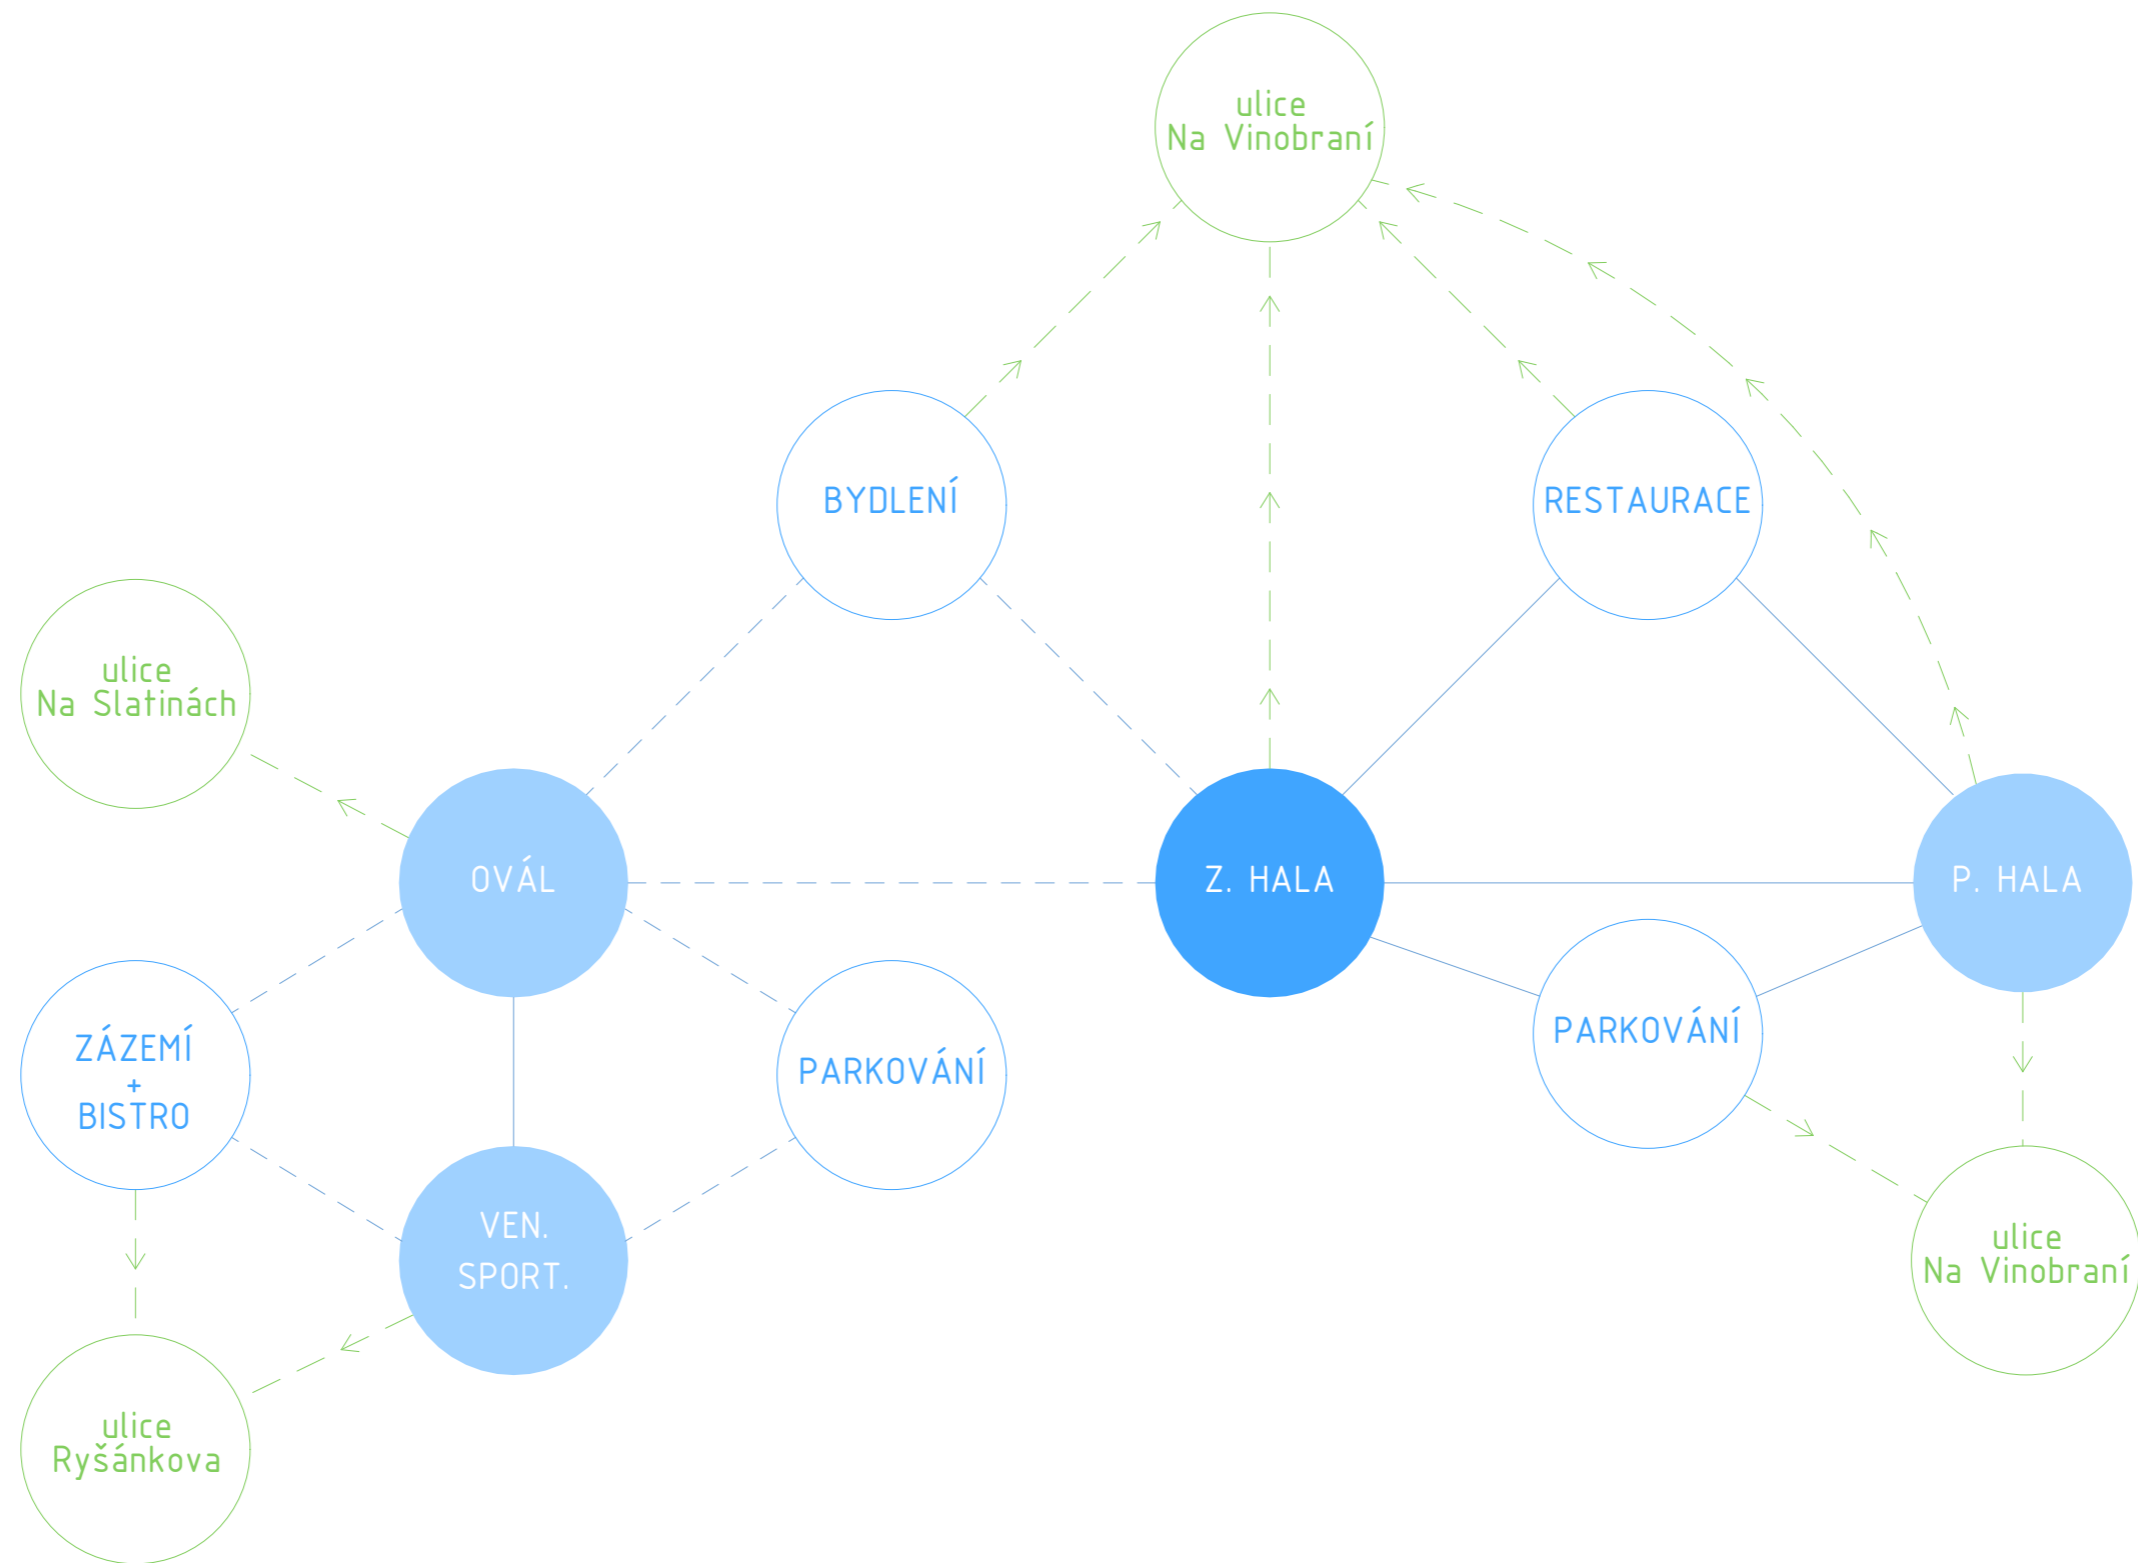 ulice
Na Vinobraní
BYDLENÍ
RESTAURACE
ulice
Na Slatinách
OVÁL
Z. HALA
P. HALA
ZÁZEMÍ
+
BISTRO
PARKOVÁNÍ
PARKOVÁNÍ
VEN.
SPORT.
ulice
Na Vinobraní
ulice
Ryšánkova